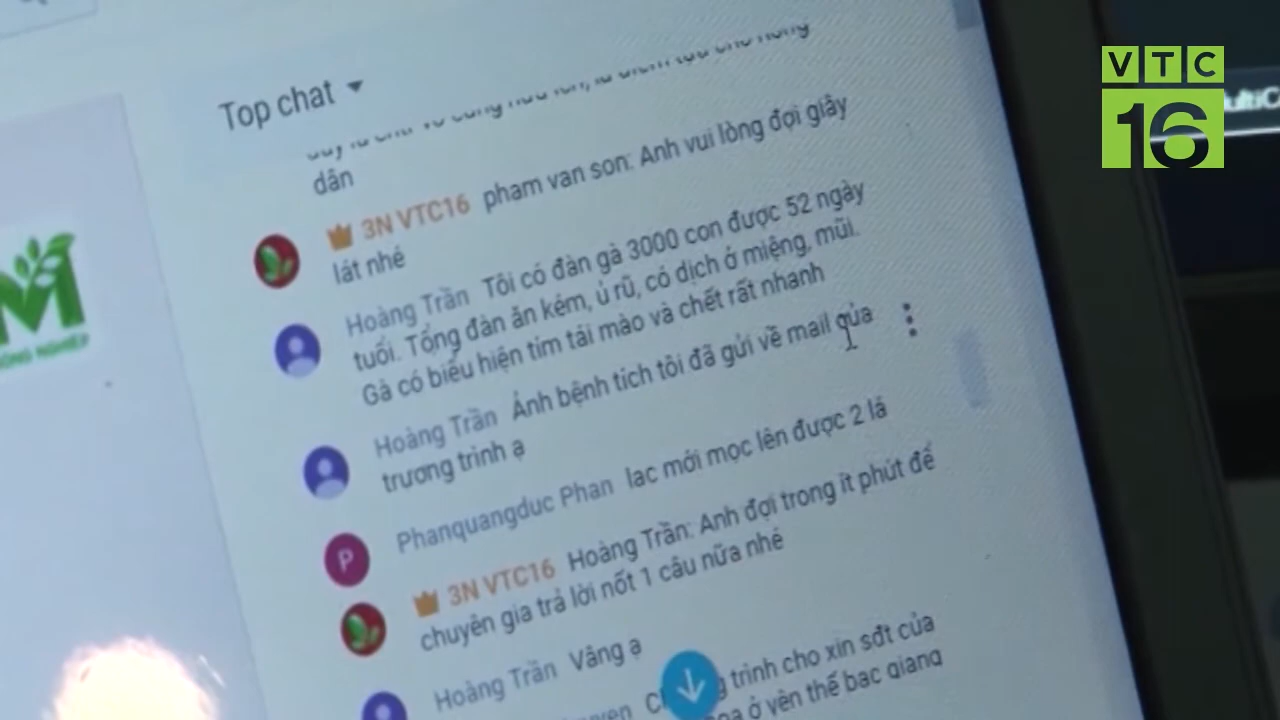 VTC
16
Top chat
dân
3N VTC16 pham van son: Anh vui lòng đợi giây
lát nhé
Hoàng Trần Tôi có đàn gà 3000 con được 52 ngày
tuổi. Tổng đàn ăn kém, ủ rũ, có dịch ở miệng, mũi.
Gà có biểu hiện tím tái mào và chết rất nhanh
Hoàng Trần Ảnh bệnh tích tôi đã gửi về mail của
trương trình ạ
Phanquangduc Phan lac mới mọc lên được 2 lá
3N VTC16 Hoàng Trần: Anh đợi trong ít phút để
chuyên gia trả lời nốt 1 câu nữa nhé
Hoàng Trần Vâng ạ
trình cho xin sđt của
ở yên thế bac giang